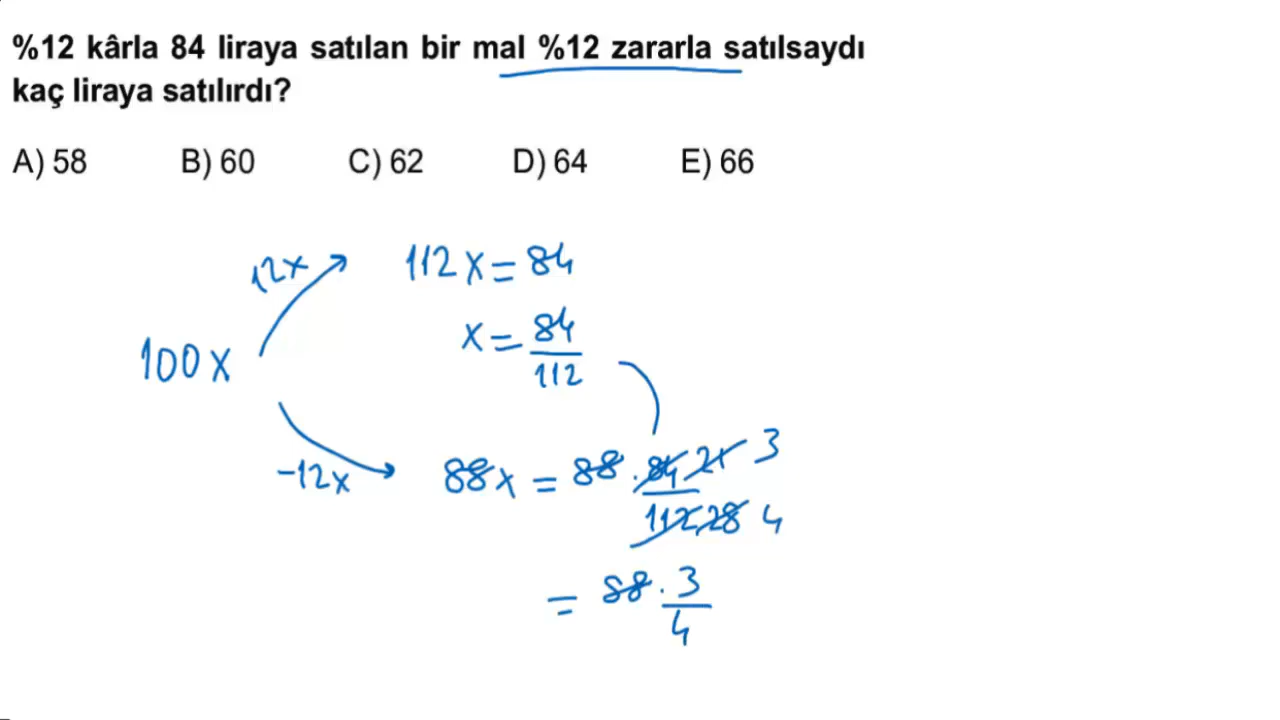 %12 kârla 84 liraya satılan bir mal %12 zararla satılsaydı
kaç liraya satılırdı?
A) 58 B) 60 C) 62 D) 64 E) 66
12x 112x = 84
x = 84/112
100x
-12x 88x = 88 · 84/112 21/28 3/4
= 88 · 3/4